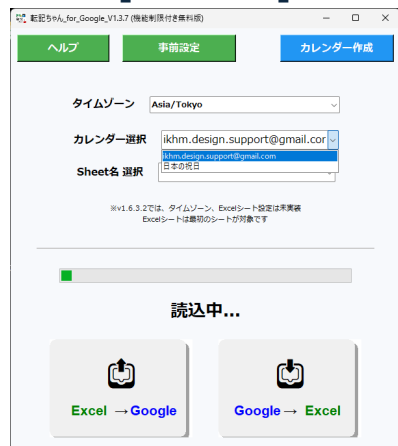 転記ちゃん_for_Google_V1.3.7 (機能制限付き無料版)
ヘルプ
事前設定
カレンダー作成
タイムゾーン
Asia/Tokyo
カレンダー選択
ikhm.design.support@gmail.cor
ikhm.design.support@gmail.com
日本の祝日
Sheet名 選択
※v1.6.3.2では、タイムゾーン、Excelシート設定は未実装
Excelシートは最初のシートが対象です
読込中...
Excel →Google
Google→ Excel